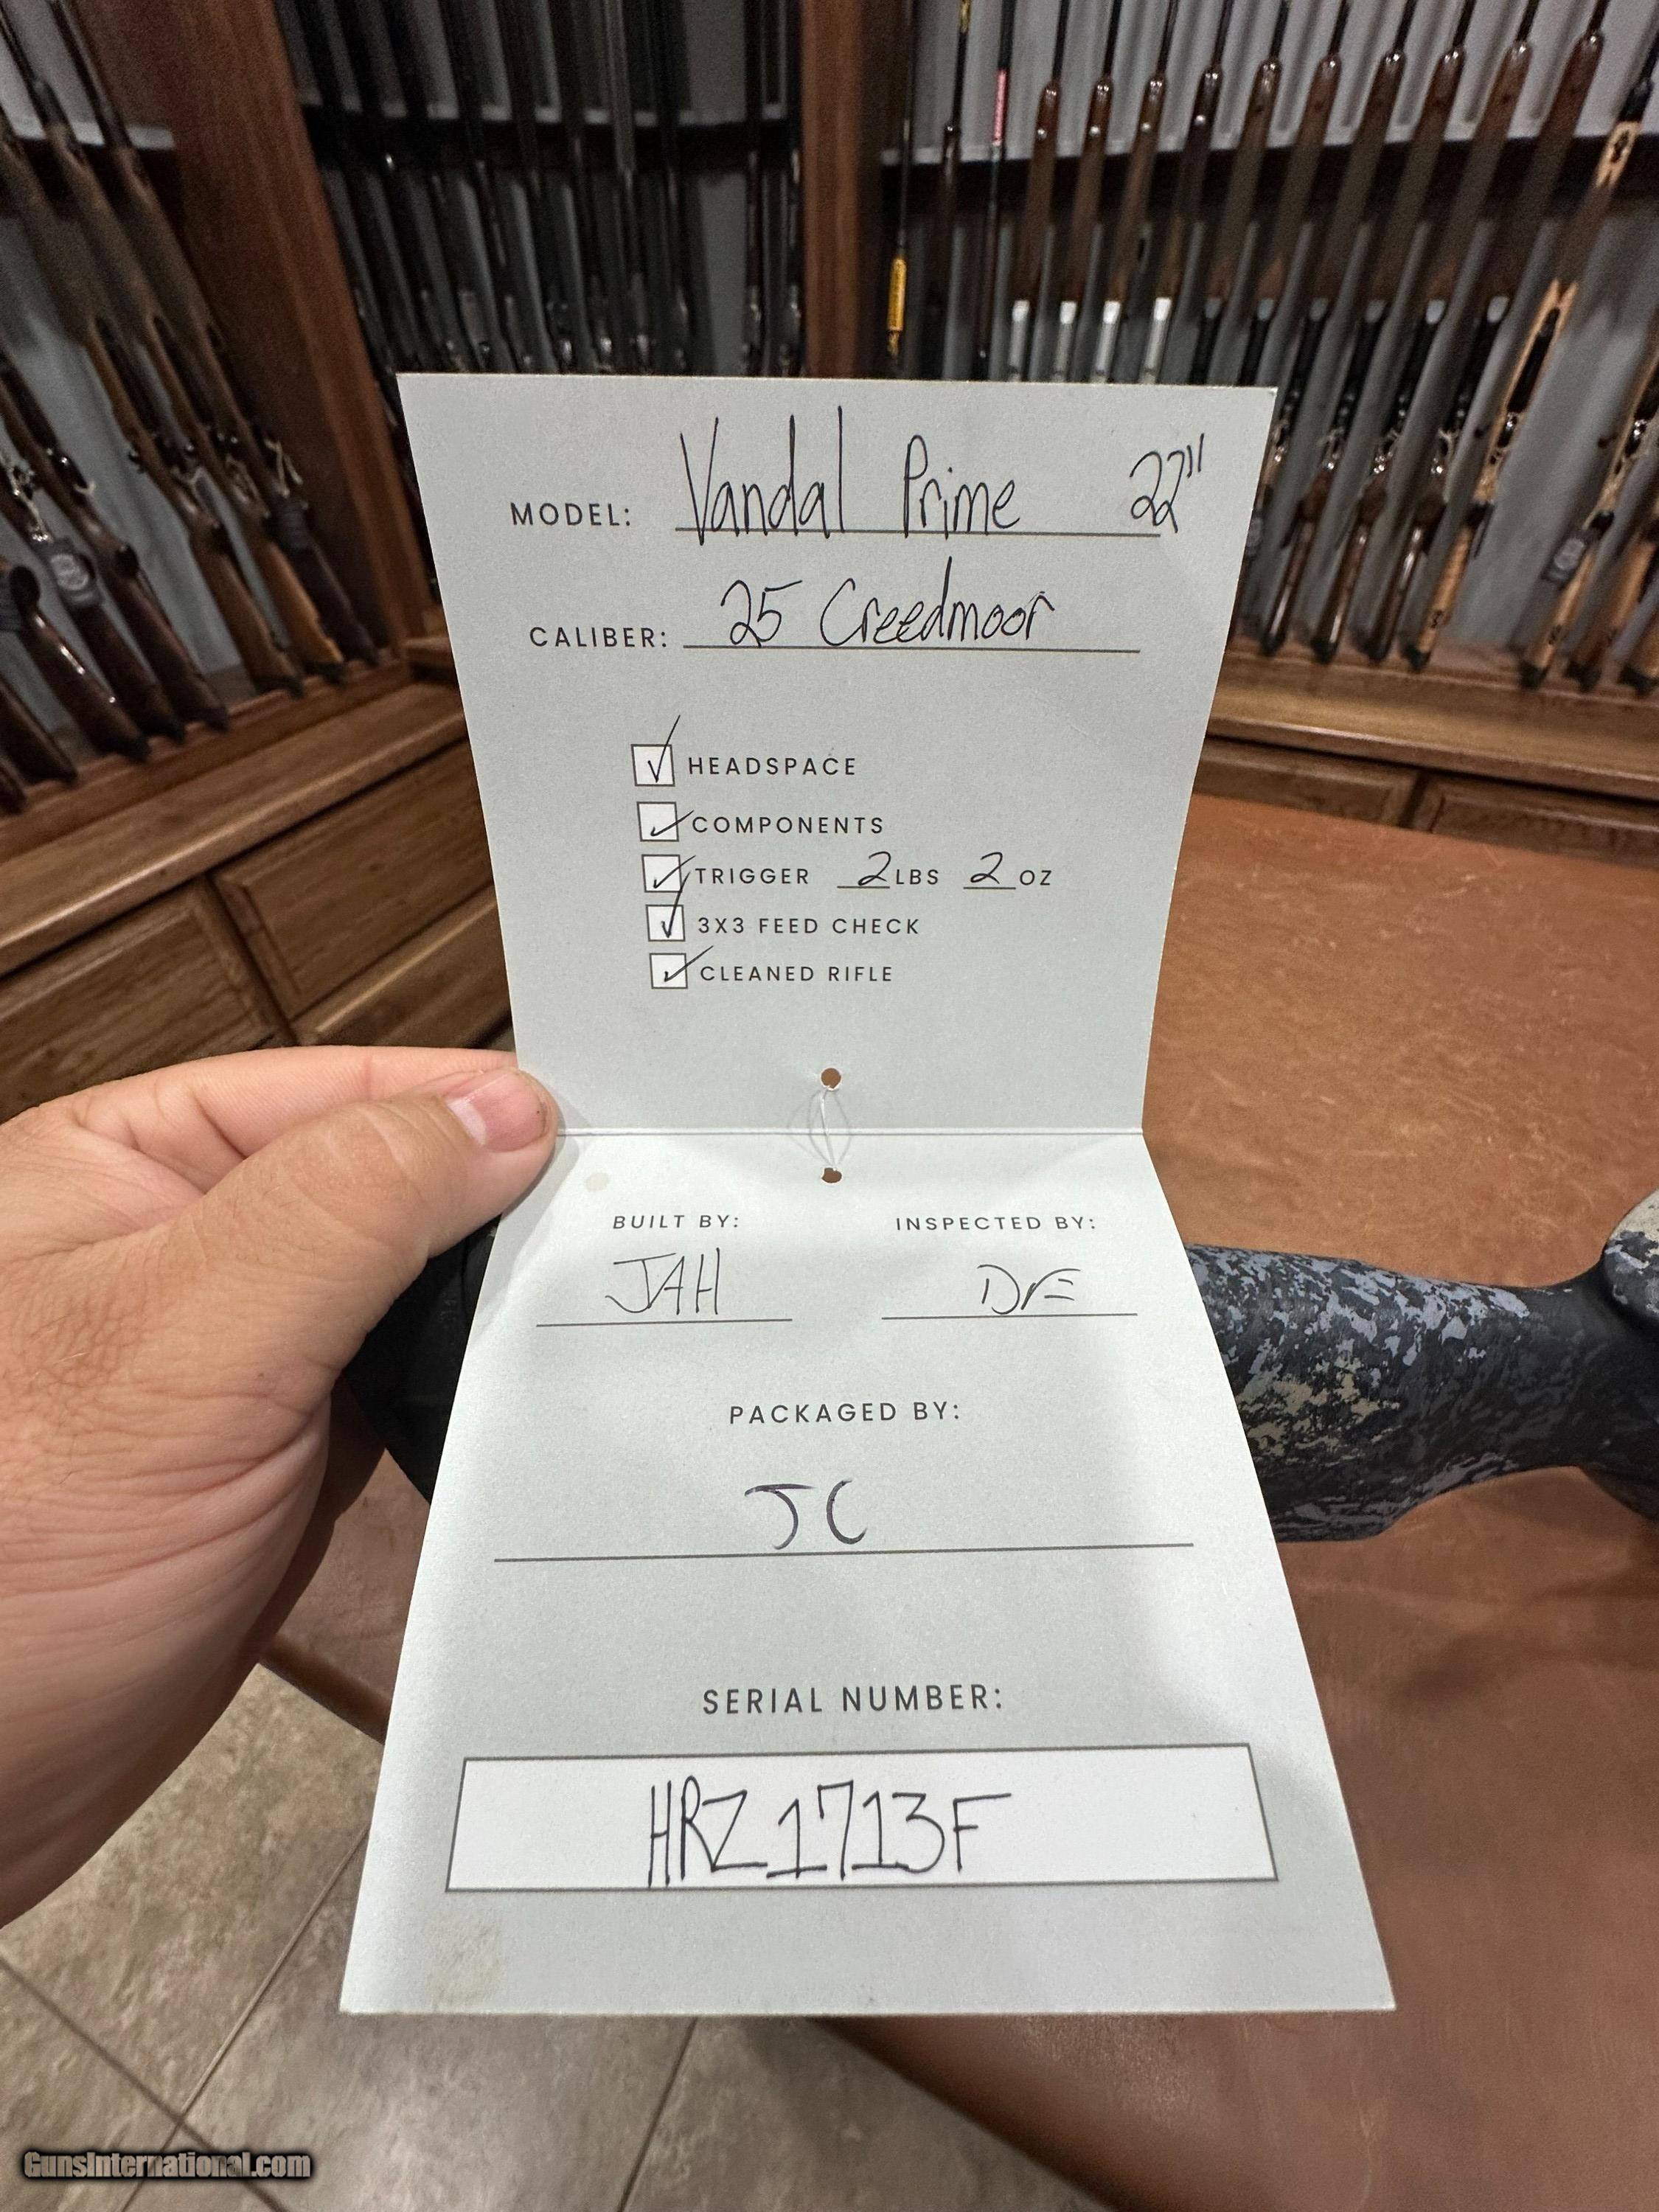 MODEL: Vandal Prime 22"
CALIBER: 25 Creedmoor
HEADSPACE
COMPONENTS
TRIGGER 2 LBS 2 OZ
3X3 FEED CHECK
CLEANED RIFLE
BUILT BY: INSPECTED BY:
JAH DrE
PACKAGED BY:
JC
SERIAL NUMBER:
HRZ1713F
GunsInternational.com